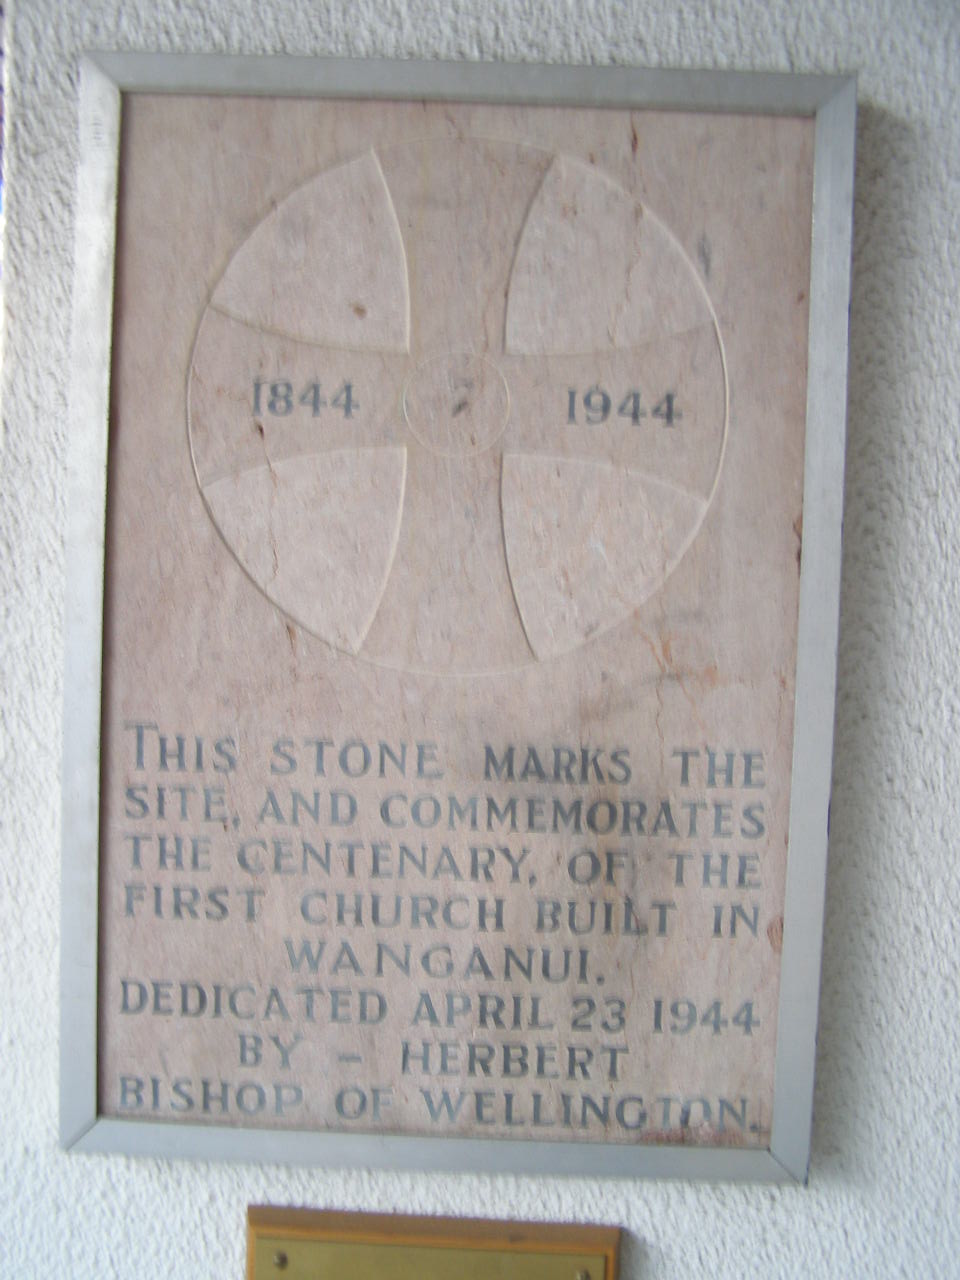 1844 1944
THIS STONE MARKS THE
SITE, AND COMMEMORATES
THE CENTENARY, OF THE
FIRST CHURCH BUILT IN
WANGANUI.
DEDICATED APRIL 23 1944
BY - HERBERT
BISHOP OF WELLINGTON.